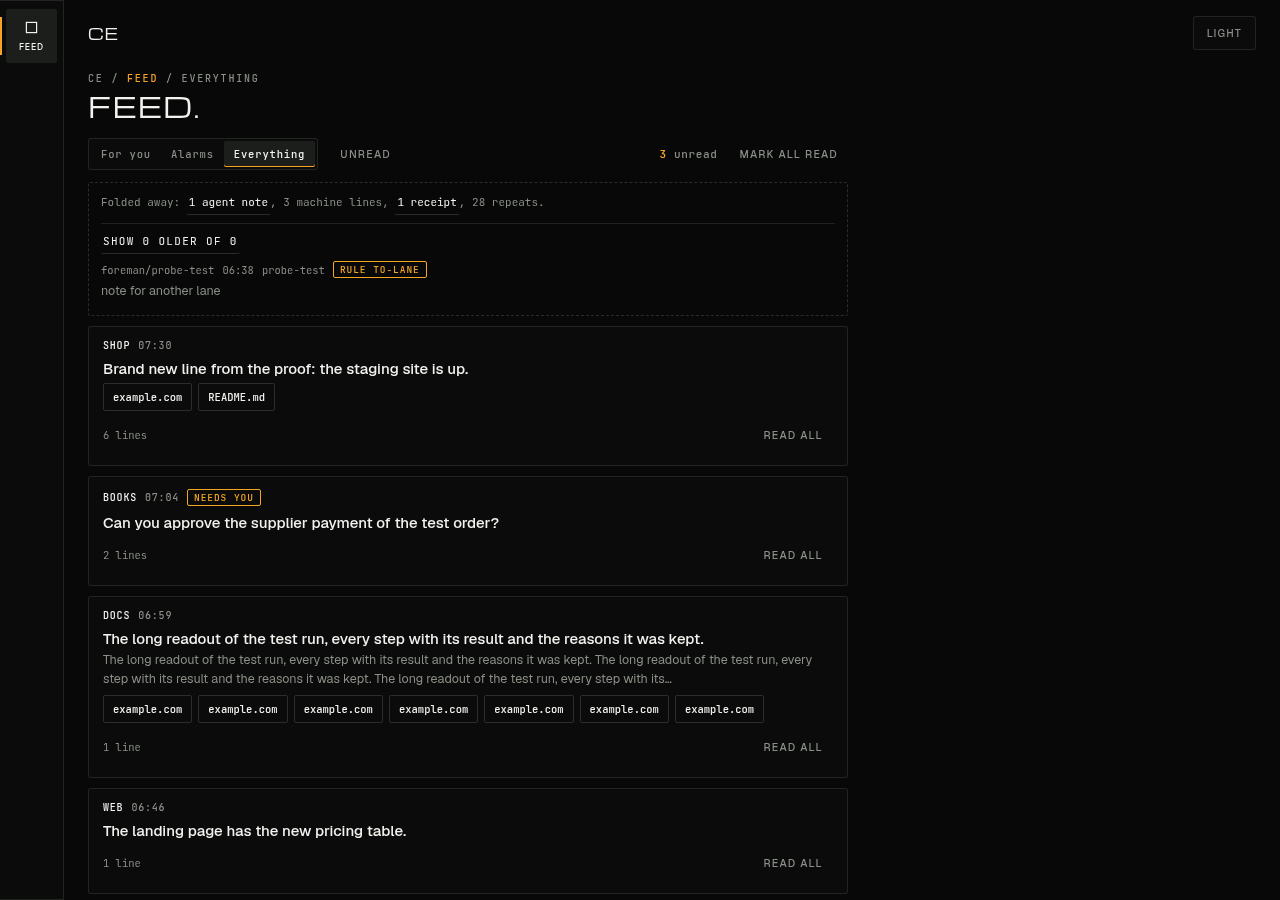 FEED
CE
LIGHT
CE / FEED / EVERYTHING
FEED.
For you Alarms Everything UNREAD 3 unread MARK ALL READ
Folded away: 1 agent note, 3 machine lines, 1 receipt, 28 repeats.
SHOW 0 OLDER OF 0
foreman/probe-test 06:38 probe-test RULE TO-LANE
note for another lane
SHOP 07:30
Brand new line from the proof: the staging site is up.
example.com README.md
6 lines READ ALL
BOOKS 07:04 NEEDS YOU
Can you approve the supplier payment of the test order?
2 lines READ ALL
DOCS 06:59
The long readout of the test run, every step with its result and the reasons it was kept.
The long readout of the test run, every step with its result and the reasons it was kept. The long readout of the test run, every
step with its result and the reasons it was kept. The long readout of the test run, every step with its…
example.com example.com example.com example.com example.com example.com example.com
1 line READ ALL
WEB 06:46
The landing page has the new pricing table.
1 line READ ALL